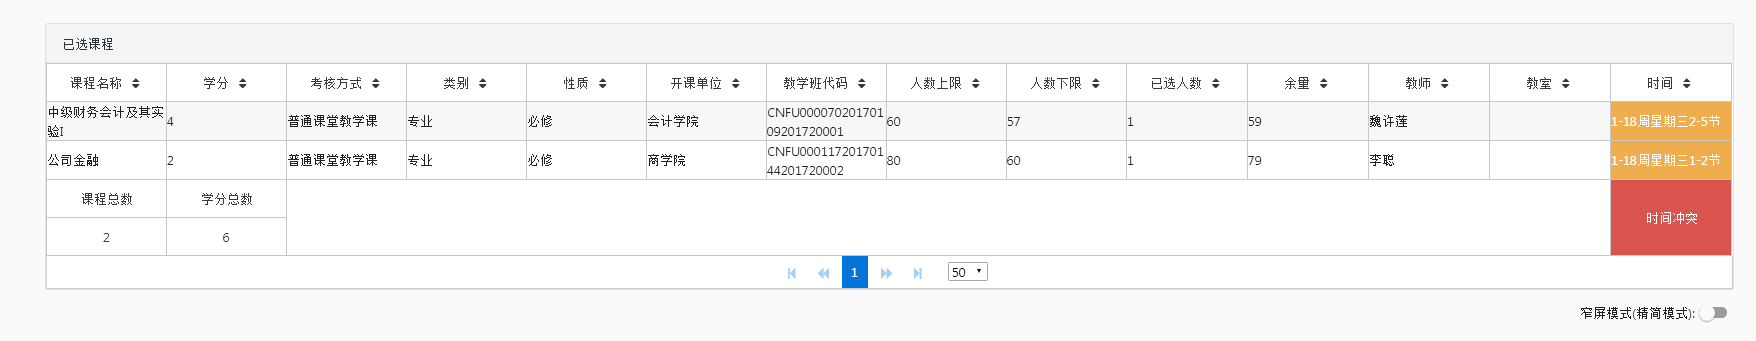 已选课程
课程名称 学分 考核方式 类别 性质 开课单位 教学班代码 人数上限 人数下限 已选人数 余量 教师 教室 时间
中级财务会计及其实
验I
4 普通课堂教学课 专业 必修 会计学院
CNFU000070201701
09201720001
60 57 1 59 魏许莲 1-18周星期三2-5节
公司金融 2 普通课堂教学课 专业 必修 商学院
CNFU000117201701
44201720002
80 60 1 79 李聪 1-18周星期三1-2节
课程总数 学分总数
时间冲突
2 6
1 50
窄屏模式(精简模式):